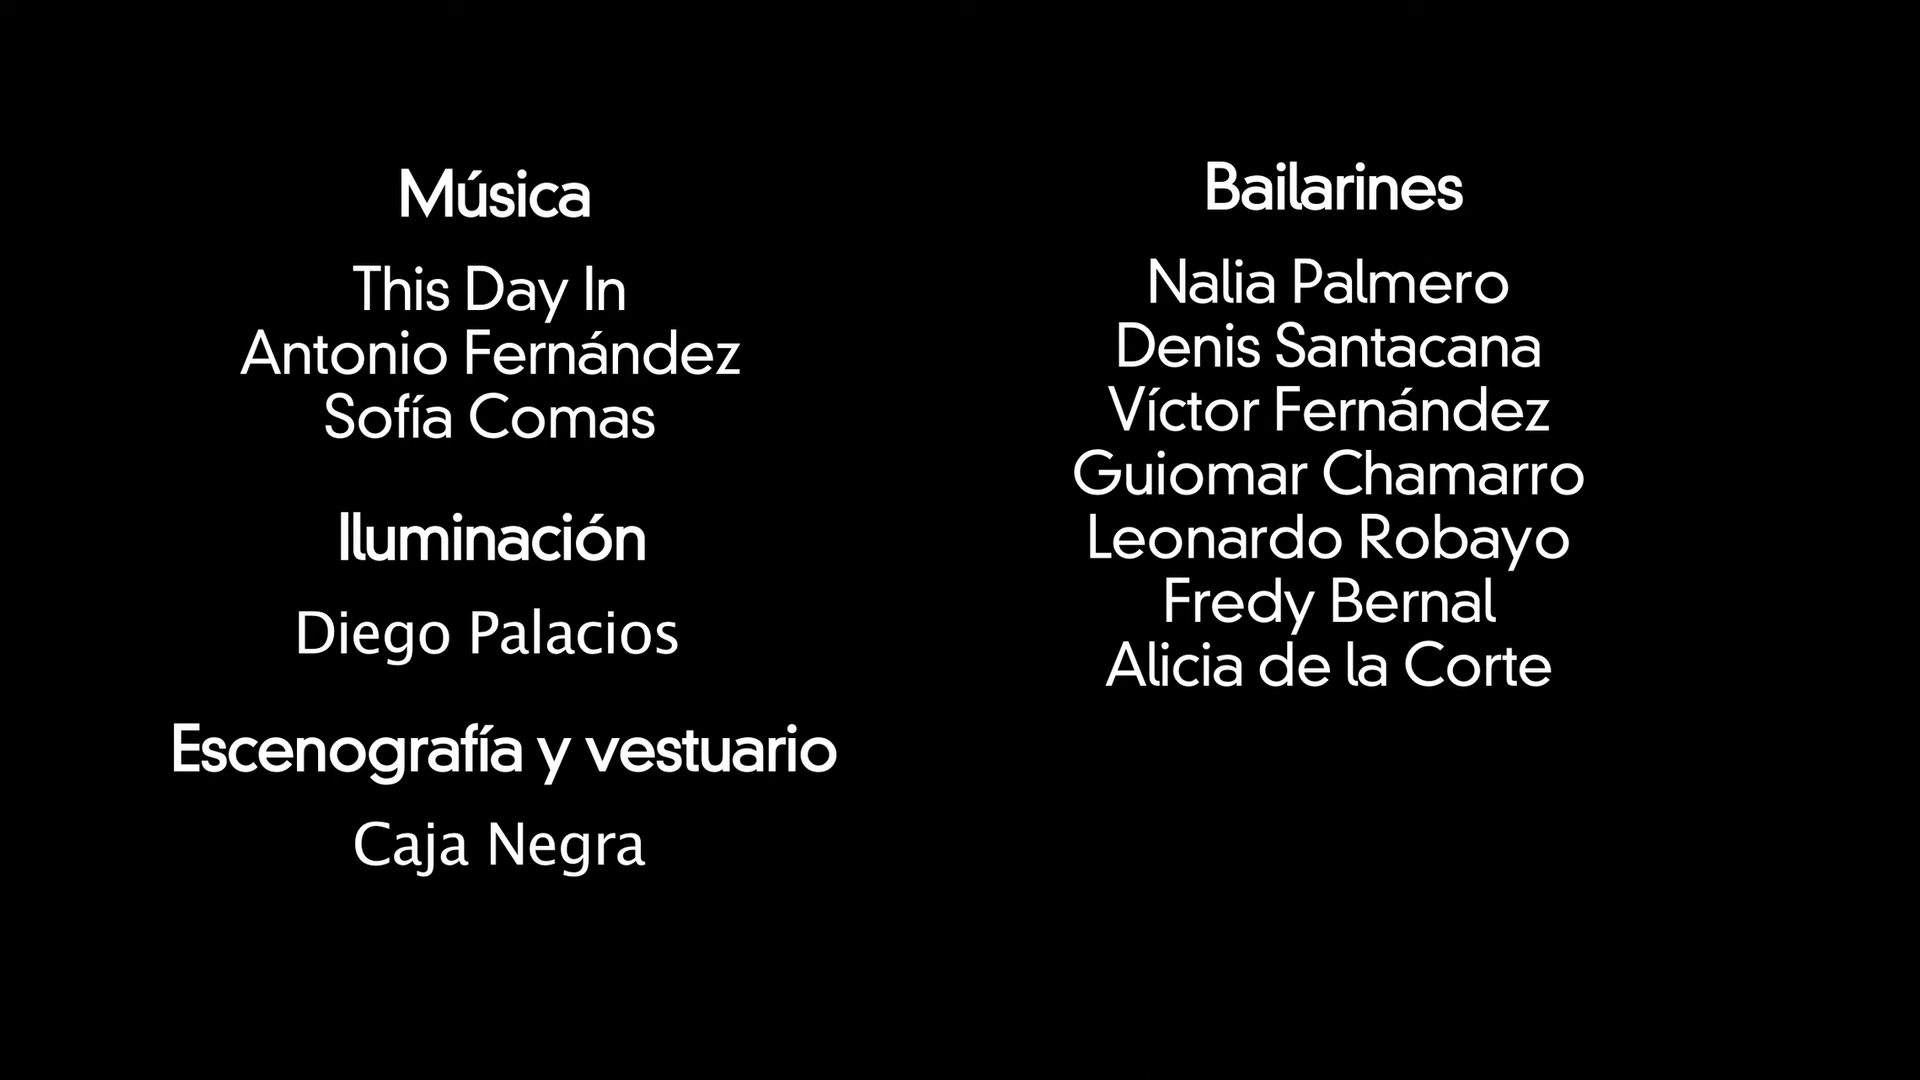 Música
This Day In
Antonio Fernández
Sofía Comas
Iluminación
Diego Palacios
Escenografía y vestuario
Caja Negra
Bailarines
Nalia Palmero
Denis Santacana
Víctor Fernández
Guiomar Chamarro
Leonardo Robayo
Fredy Bernal
Alicia de la Corte